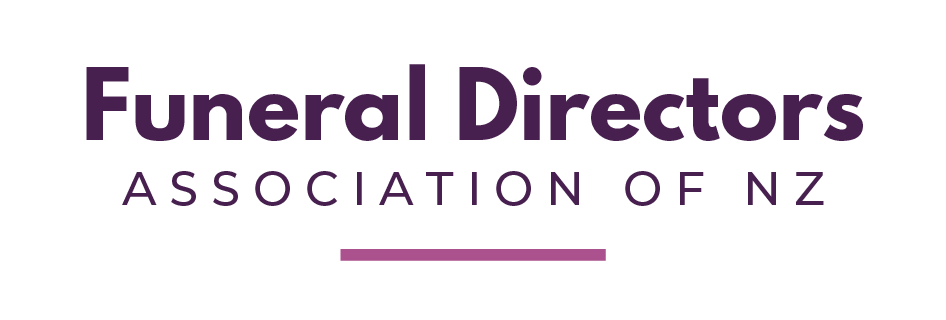 Funeral Directors
ASSOCIATION OF NZ